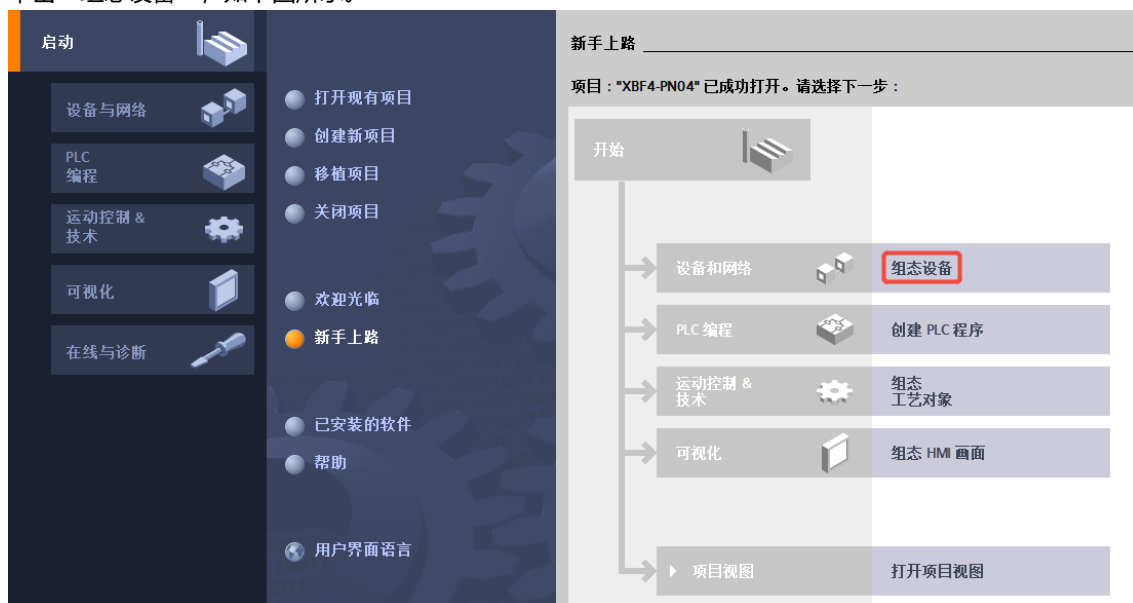 启动
设备与网络
PLC
编程
运动控制 &
技术
可视化
在线与诊断
打开现有项目
创建新项目
移植项目
关闭项目
欢迎光临
新手上路
已安装的软件
帮助
用户界面语言
新手上路
项目："XBF4-PN04" 已成功打开。请选择下一步：
开始
设备和网络
组态设备
PLC 编程
创建 PLC 程序
运动控制 &
技术
组态
工艺对象
可视化
组态 HMI 画面
项目视图
打开项目视图